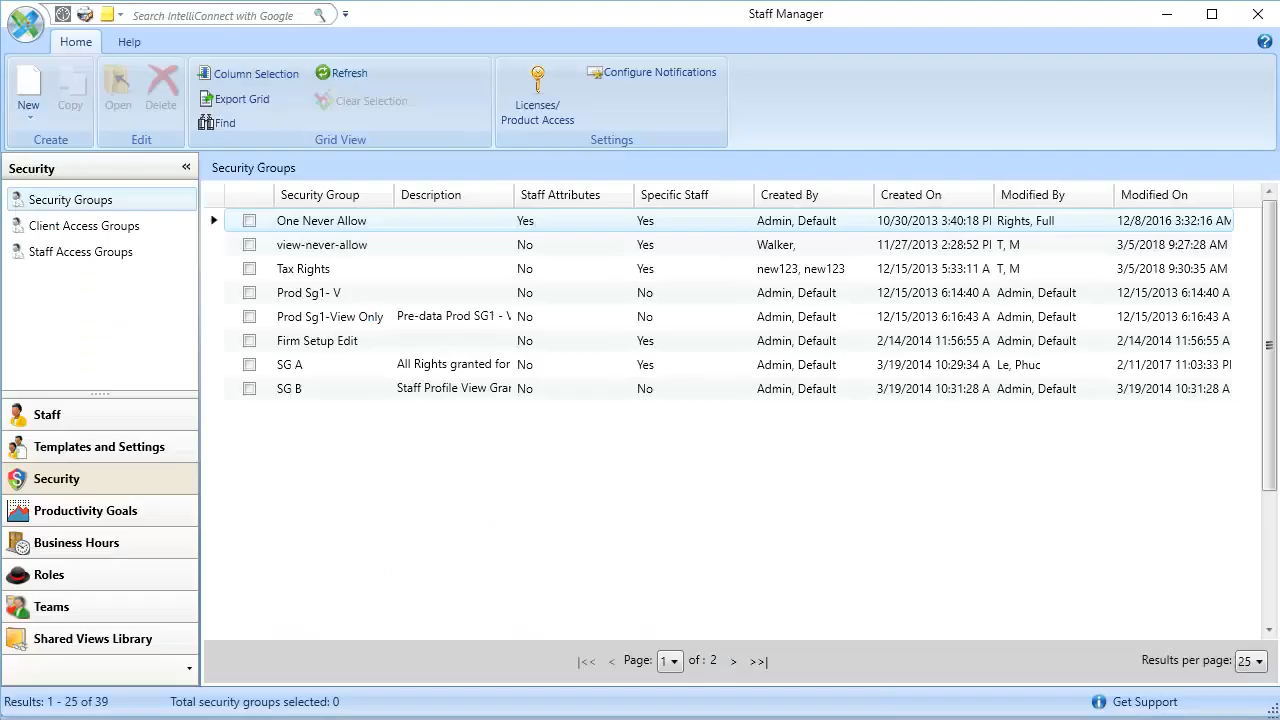 Search IntelliConnect with Google
Staff Manager
Home
Help
New
Copy
Open
Delete
Column Selection
Export Grid
Find
Refresh
Clear Selection
Licenses/
Product Access
Configure Notifications
Create
Edit
Grid View
Settings
Security
«
Security Groups
Client Access Groups
Staff Access Groups
Staff
Templates and Settings
Security
Productivity Goals
Business Hours
Roles
Teams
Shared Views Library
Security Groups
Security Group Description Staff Attributes Specific Staff Created By Created On Modified By Modified On
One Never Allow Yes Yes Admin, Default 10/30/2013 3:40:18 PI Rights, Full 12/8/2016 3:32:16 AM
view-never-allow No Yes Walker, 11/27/2013 2:28:52 PI T, M 3/5/2018 9:27:28 AM
Tax Rights No Yes new123, new123 12/15/2013 5:33:11 A T, M 3/5/2018 9:30:35 AM
Prod Sg1- V No No Admin, Default 12/15/2013 6:14:40 A Admin, Default 12/15/2013 6:14:40 A
Prod Sg1-View Only Pre-data Prod SG1 - V No No Admin, Default 12/15/2013 6:16:43 A Admin, Default 12/15/2013 6:16:43 A
Firm Setup Edit No Yes Admin, Default 2/14/2014 11:56:55 A Admin, Default 2/14/2014 11:56:55 A
SG A All Rights granted for No Yes Admin, Default 3/19/2014 10:29:34 A Le, Phuc 2/11/2017 11:03:33 PI
SG B Staff Profile View Gran No No Admin, Default 3/19/2014 10:31:28 A Admin, Default 3/19/2014 10:31:28 A
|<< < Page: 1 of : 2 > >>| Results per page: 25
Results: 1 - 25 of 39 Total security groups selected: 0 Get Support